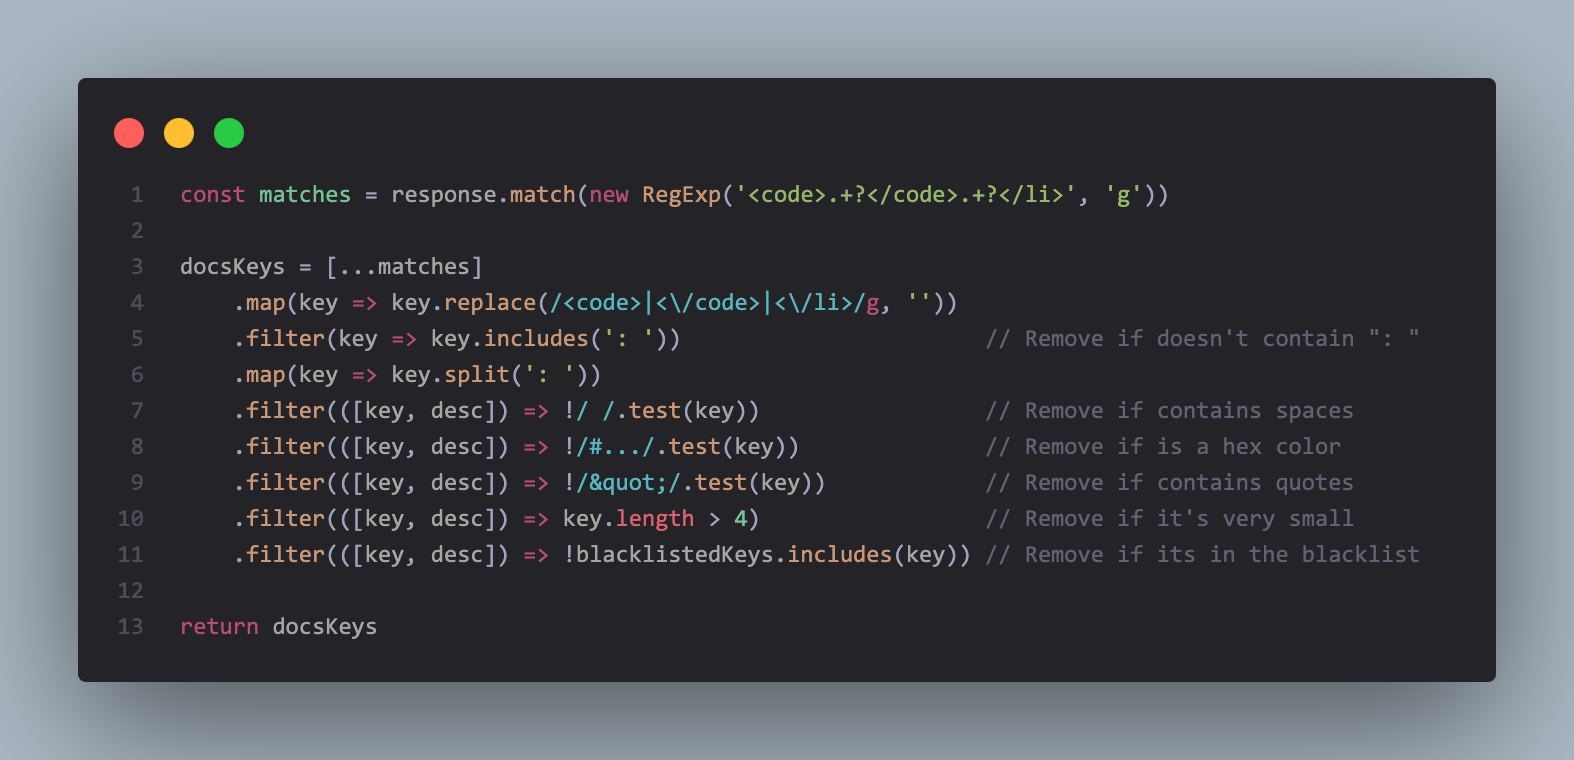 1 const matches = response.match(new RegExp('<code>.+?</code>.+?</li>', 'g'))
2
3 docsKeys = [...matches]
4     .map(key => key.replace(/<code>|<\/code>|<\/li>/g, ''))
5     .filter(key => key.includes(': '))                       // Remove if doesn't contain ": "
6     .map(key => key.split(': '))
7     .filter(([key, desc]) => !/ /.test(key))                 // Remove if contains spaces
8     .filter(([key, desc]) => !/#.../.test(key))              // Remove if is a hex color
9     .filter(([key, desc]) => !/&quot;/.test(key))            // Remove if contains quotes
10     .filter(([key, desc]) => key.length > 4)                 // Remove if it's very small
11     .filter(([key, desc]) => !blacklistedKeys.includes(key)) // Remove if its in the blacklist
12
13 return docsKeys